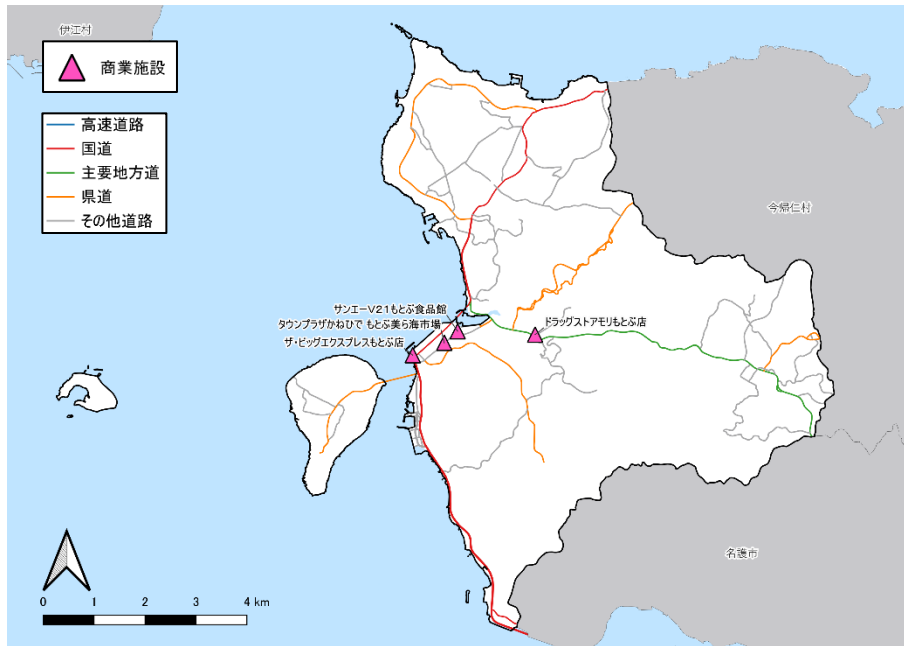 伊江村
商業施設
高速道路
国道
主要地方道
県道
その他道路
今帰仁村
サンエーV21もとぶ食品館
タウンプラザかねひで もとぶ美ら海市場
ザ・ビッグエクスプレスもとぶ店
ドラッグストアモリもとぶ店
名護市
0 1 2 3 4 km